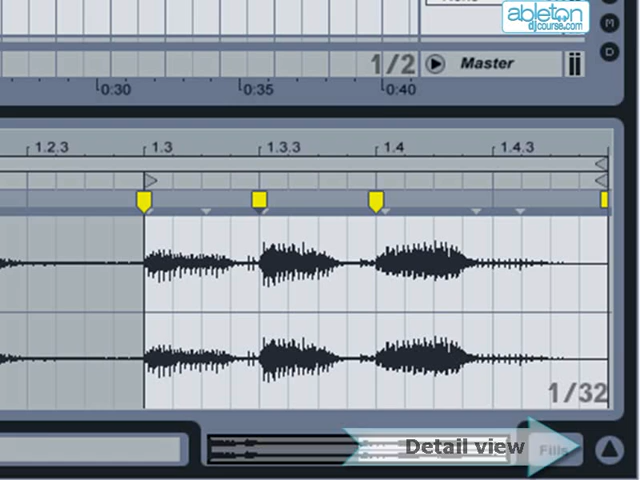 ableton
djcourse.com
M
D
1/2
Master
0:30
0:35
0:40
1.2.3
1.3
1.3.3
1.4
1.4.3
1/32
Detail view
Fills